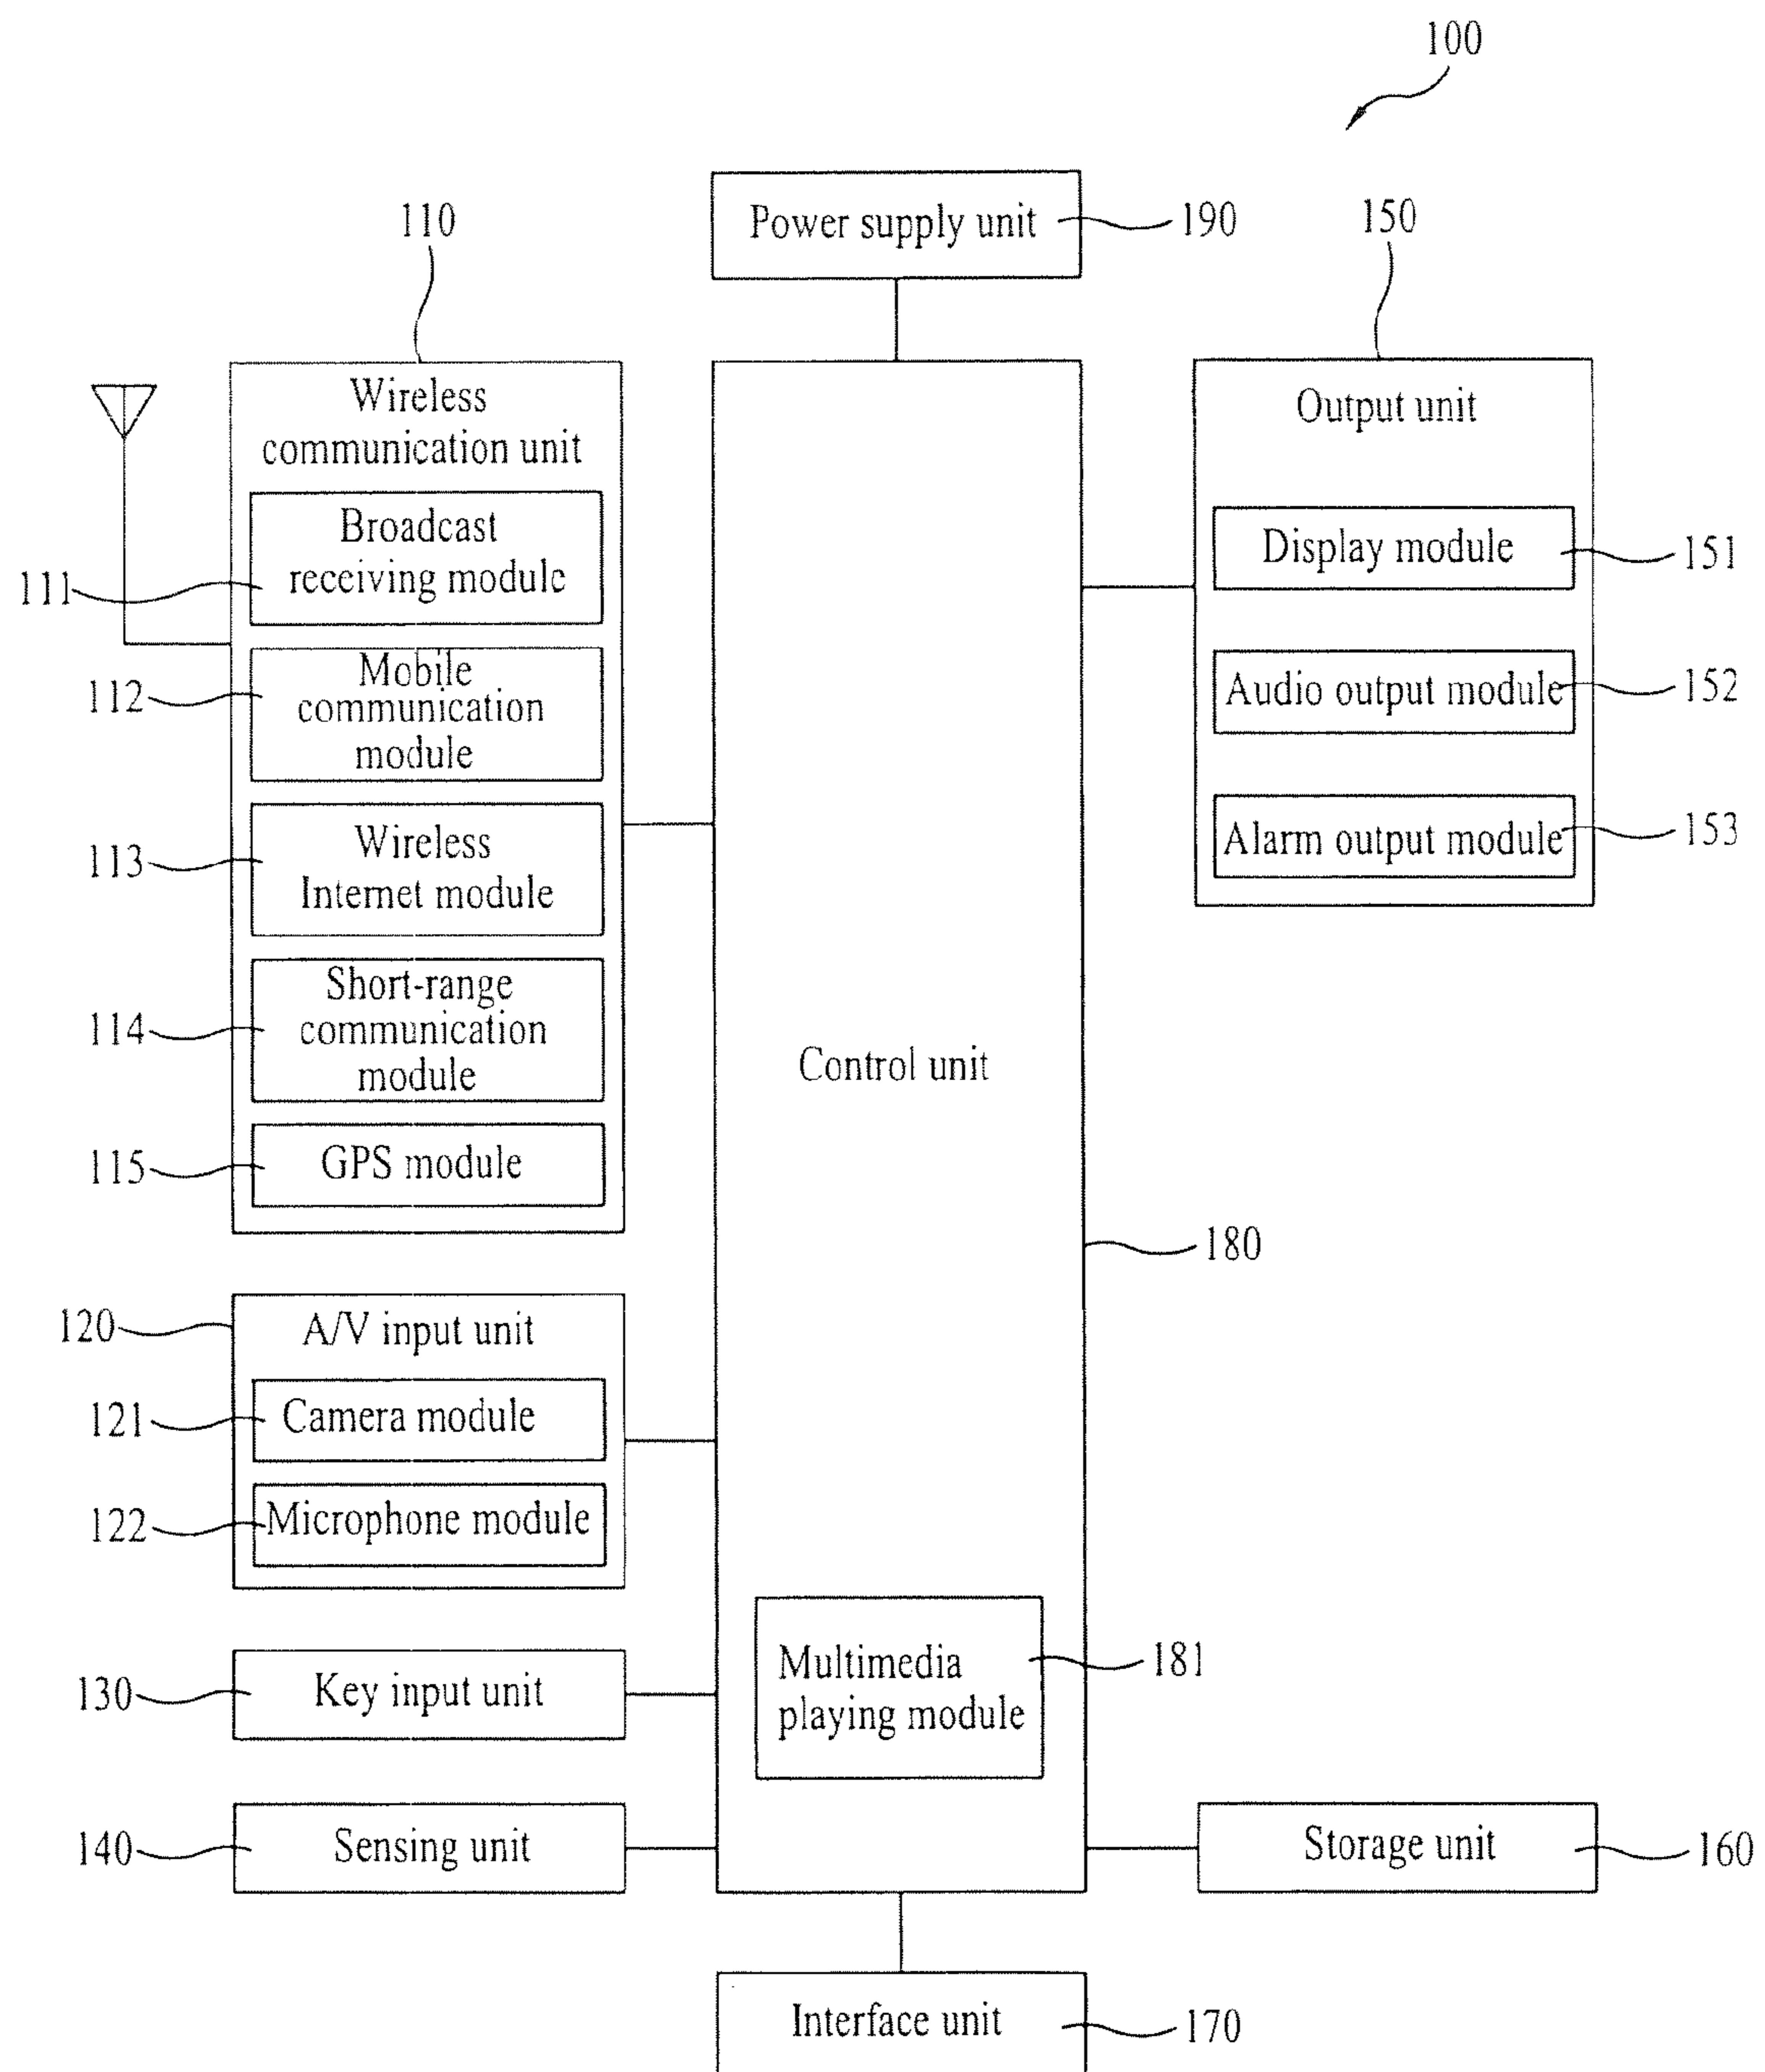 100
Power supply unit
190
110
150
Wireless
communication unit
Broadcast
receiving module
111
Mobile
communication
module
112
Wireless
Internet module
113
Short-range
communication
module
114
GPS module
115
A/V input unit
120
Camera module
121
Microphone module
122
Key input unit
130
Sensing unit
140
Control unit
180
Multimedia
playing module
181
Output unit
Display module
151
Audio output module
152
Alarm output module
153
Storage unit
160
Interface unit
170